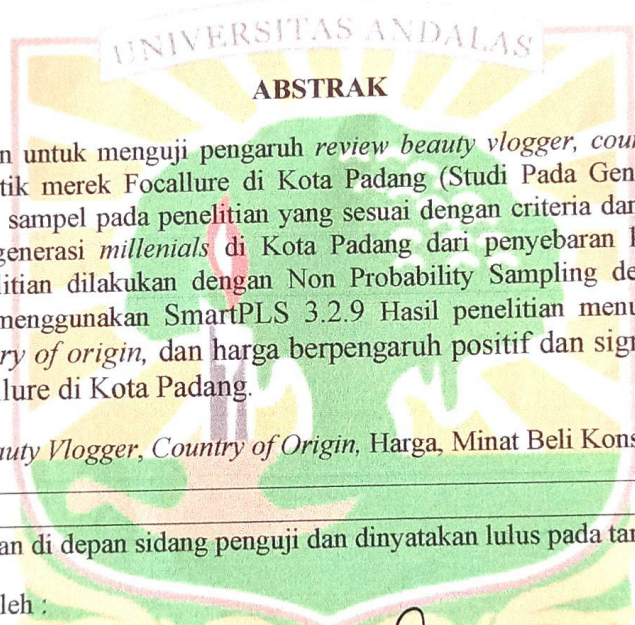 UNIVERSITAS ANDALAS
ABSTRAK
n untuk menguji pengaruh review beauty vlogger, cou
tik merek Focallure di Kota Padang (Studi Pada Gen
sampel pada penelitian yang sesuai dengan criteria dar
generasi millenials di Kota Padang dari penyebaran
litian dilakukan dengan Non Probability Sampling de
menggunakan SmartPLS 3.2.9 Hasil penelitian menu
ry of origin, dan harga berpengaruh positif dan sign
lure di Kota Padang.
auty Vlogger, Country of Origin, Harga, Minat Beli Kons
an di depan sidang penguji dan dinyatakan lulus pada tan
leh :